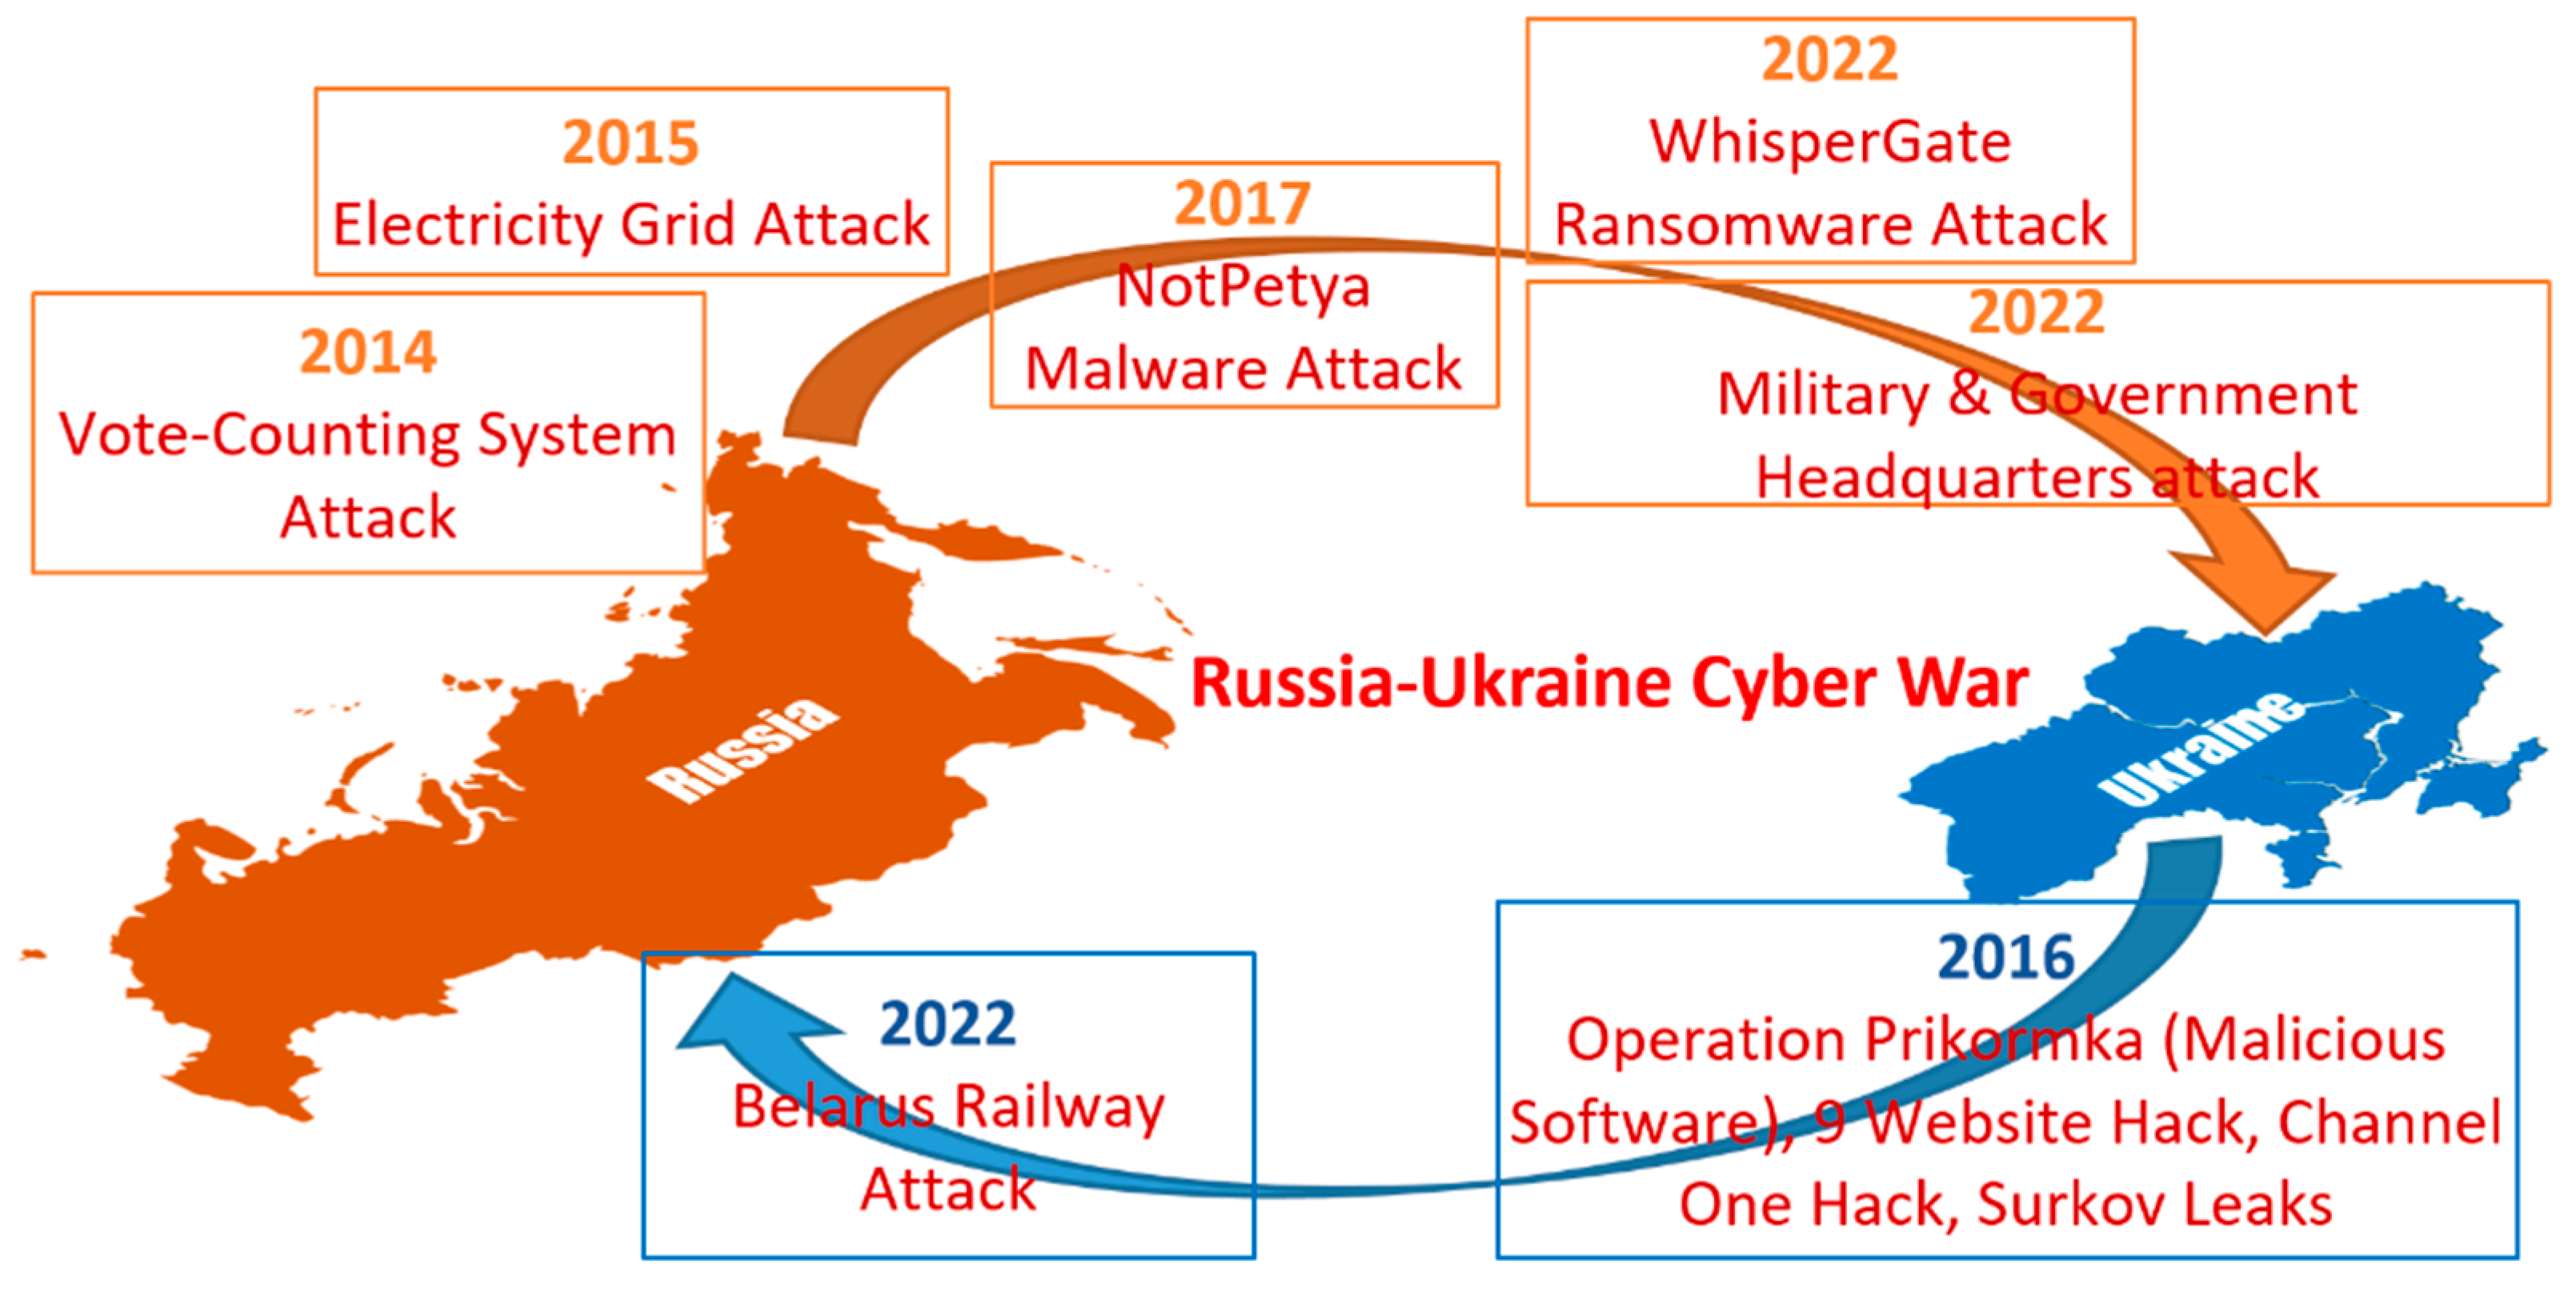 2022
WhisperGate
Ransomware Attack
2015
Electricity Grid Attack
2017
NotPetya
Malware Attack
2022
Military & Government
Headquarters attack
2014
Vote-Counting System
Attack
Russia-Ukraine Cyber War
Russia
Ukraine
2022
Belarus Railway
Attack
2016
Operation Prikormka (Malicious
Software), 9 Website Hack, Channel
One Hack, Surkov Leaks